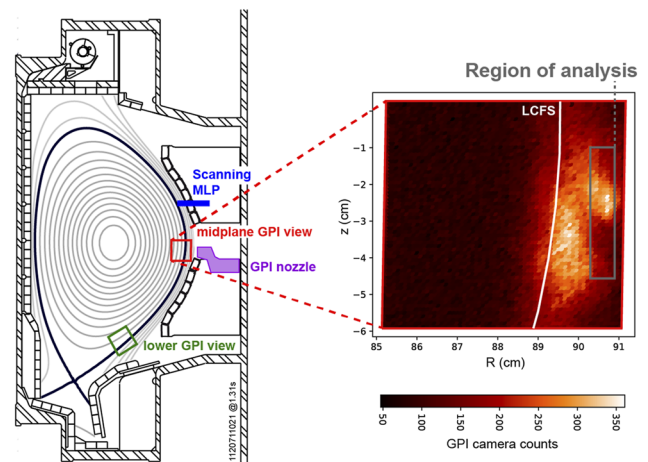 Scanning
MLP
midplane GPI view
GPI nozzle
lower GPI view
1120711021 @1.31s
Region of analysis
LCFS
−1
−2
−3
−4
−5
−6
z (cm)
85
86
87
88
89
90
91
R (cm)
50
100
150
200
250
300
350
GPI camera counts